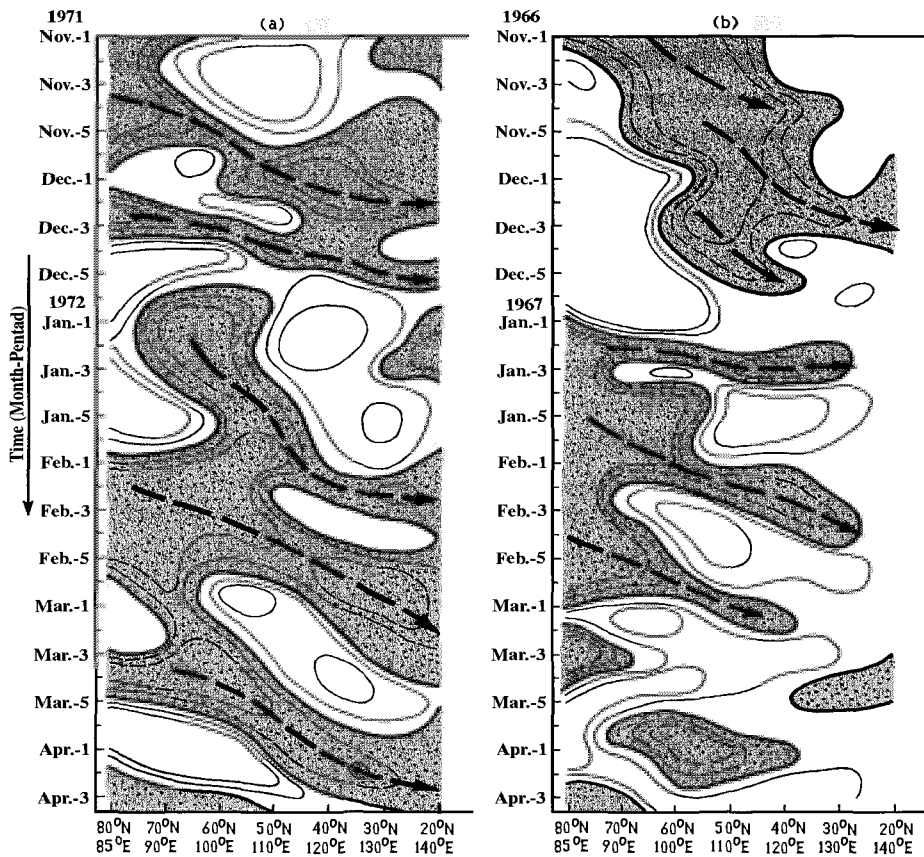 1971
(a)
Nov.-1
Nov.-3
Nov.-5
Dec.-1
Dec.-3
Dec.-5
1972
Jan.-1
Jan.-3
Jan.-5
Feb.-1
Feb.-3
Feb.-5
Mar.-1
Mar.-3
Mar.-5
Apr.-1
Apr.-3
Time (Month-Pentad)
80°N 70°N 60°N 50°N 40°N 20°N
85°E 90°E 100°E 110°E 120°E 140°E
1966
(b)
Nov.-1
Nov.-3
Nov.-5
Dec.-1
Dec.-3
Dec.-5
1967
Jan.-1
Jan.-3
Jan.-5
Feb.-1
Feb.-3
Feb.-5
Mar.-1
Mar.-3
Mar.-5
Apr.-1
Apr.-3
80°N 70°N 60°N 50°N 40°N 30°N 20°N
85°E 90°E 100°E 110°E 120°E 130°E 140°E